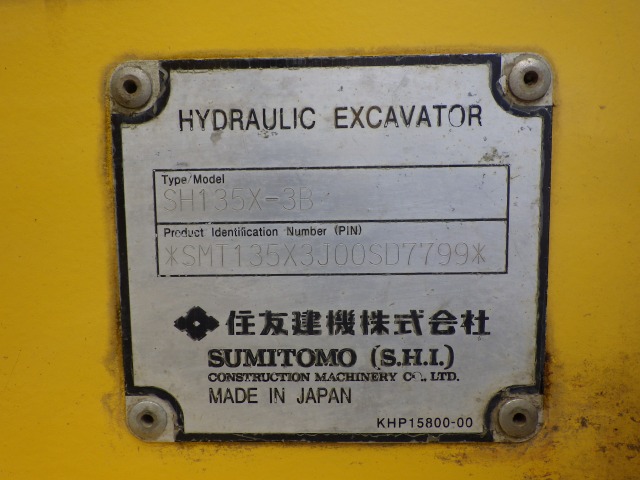 HYDRAULIC EXCAVATOR
Type/Model
SH135X-3B
Product Identification Number (PIN)
*SMT135X3J00SD7799*
住友建機株式会社
SUMITOMO (S.H.I.)
CONSTRUCTION MACHINERY CO., LTD.
MADE IN JAPAN
KHP15800-00